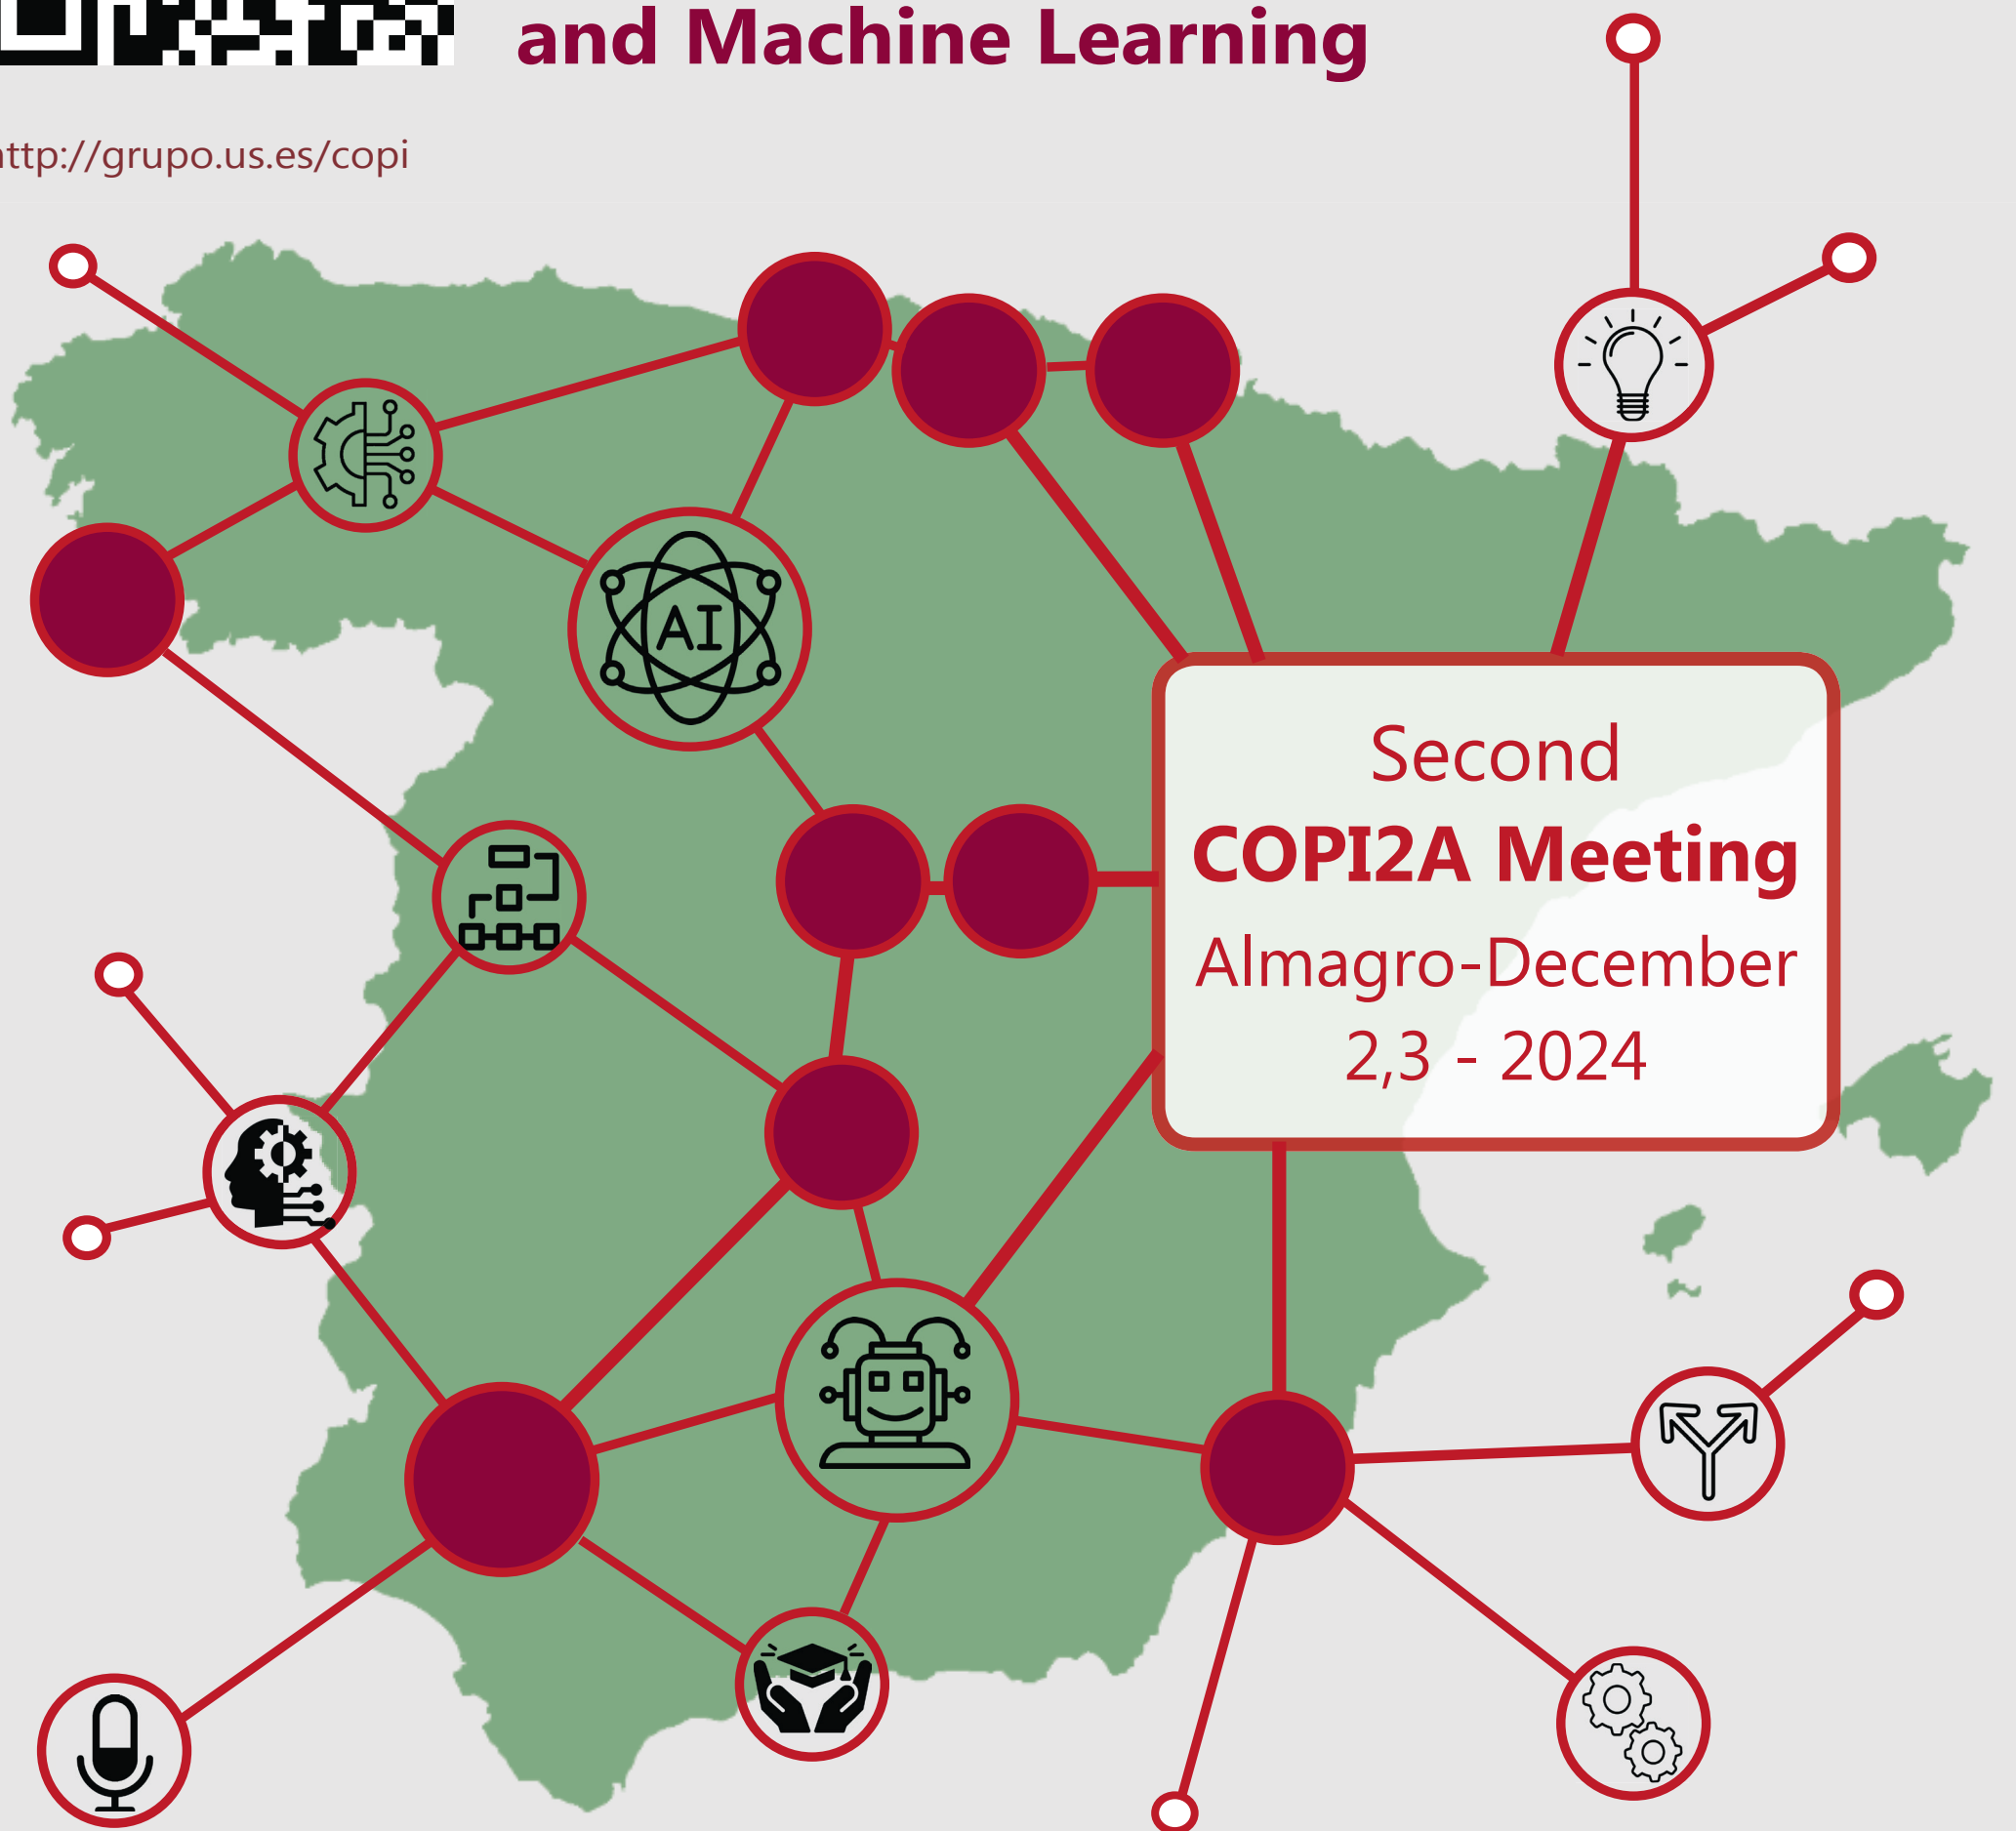 and Machine Learning
ttp://grupo.us.es/copi
AI
Second
COPI2A Meeting
Almagro-December
2,3 - 2024